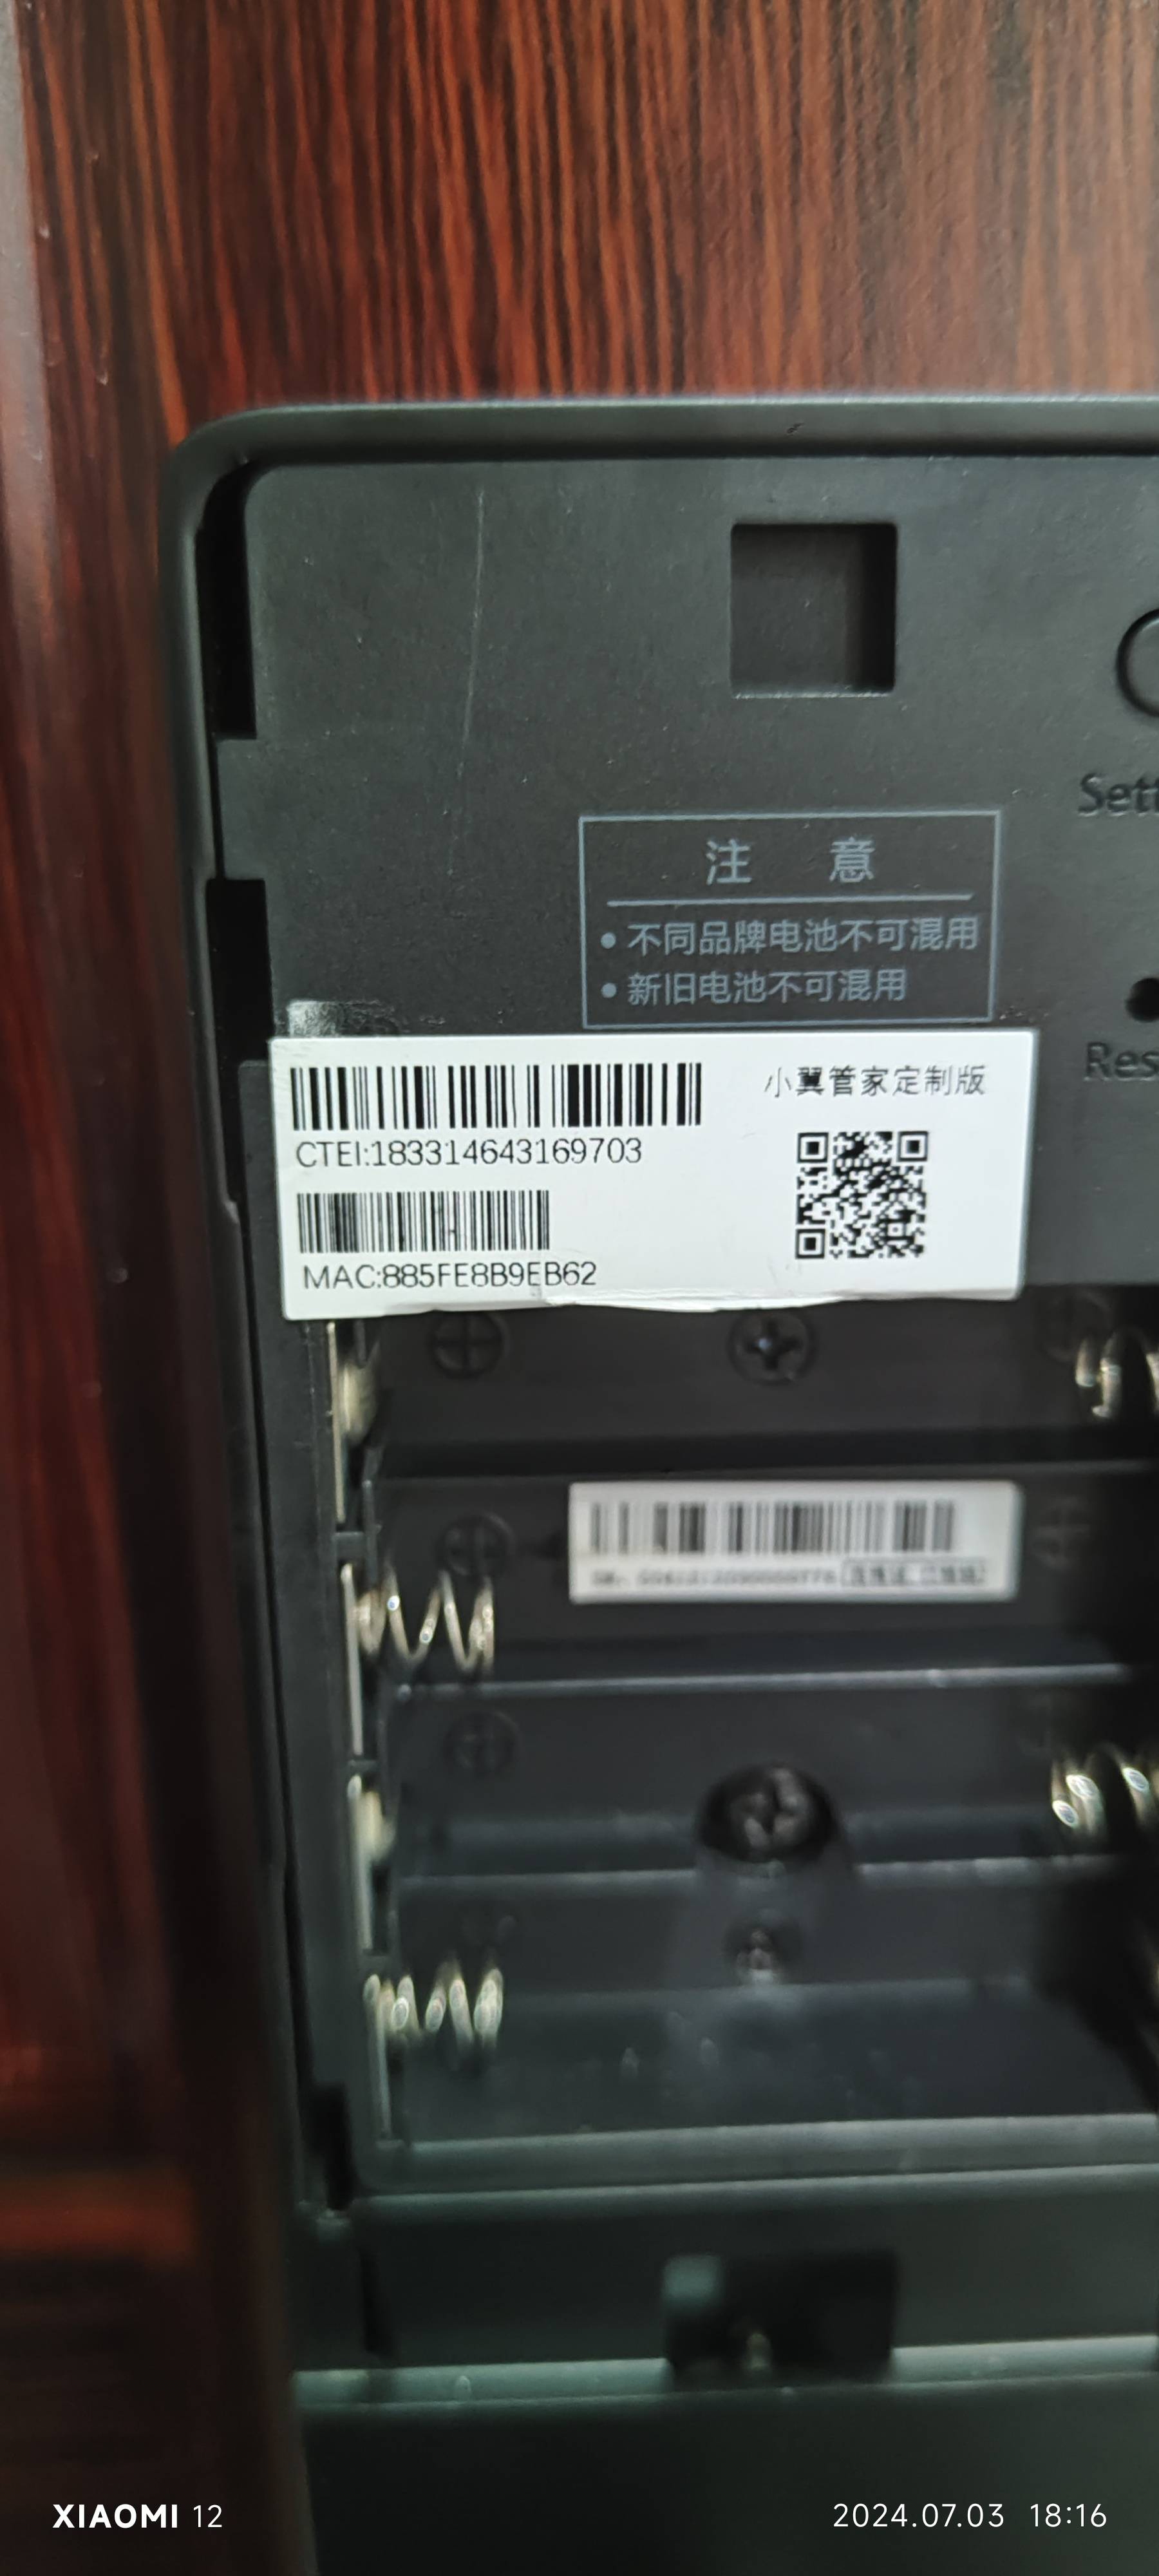 Sett
注 意
• 不同品牌电池不可混用
• 新旧电池不可混用
Res
小翼管家定制版
CTEI:183314643169703
MAC:885FE8B9EB62
XIAOMI 12
2024.07.03 18:16